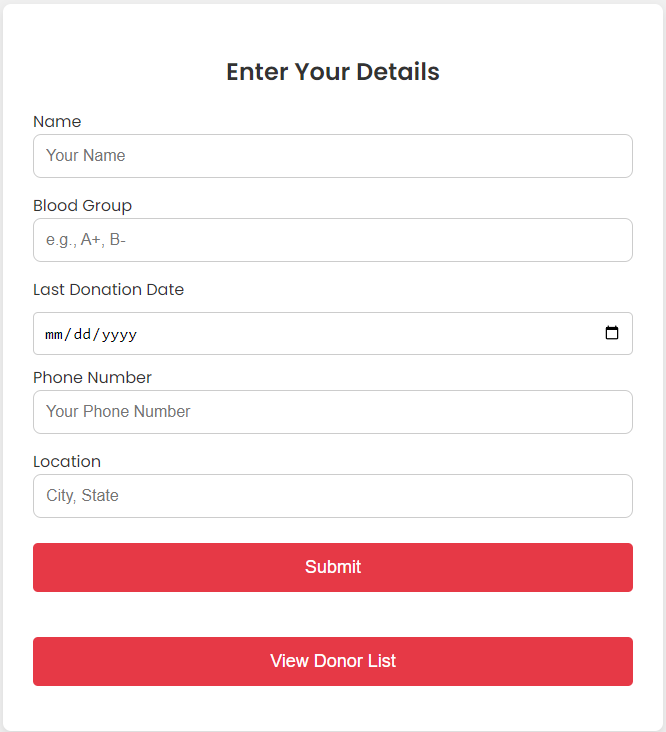 Enter Your Details
Name
Your Name
Blood Group
e.g., A+, B-
Last Donation Date
mm/dd/yyyy
Phone Number
Your Phone Number
Location
City, State
Submit
View Donor List